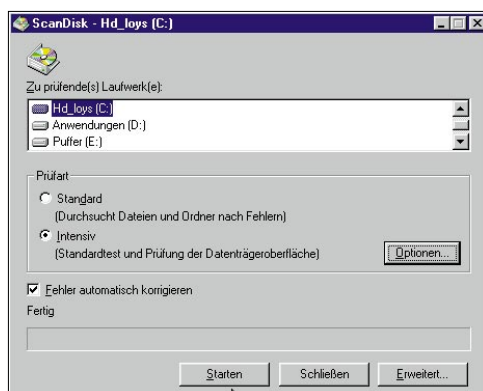 ScanDisk - Hd_loys (C:)
Zu prüfende(s) Laufwerk(e):
Hd_loys (C:)
Anwendungen (D:)
Puffer (E:)
Prüfart
Standard
(Durchsucht Dateien und Ordner nach Fehlern)
Intensiv
(Standardtest und Prüfung der Datenträgeroberfläche)
Optionen...
Fehler automatisch korrigieren
Fertig
Starten Schließen Erweitert...